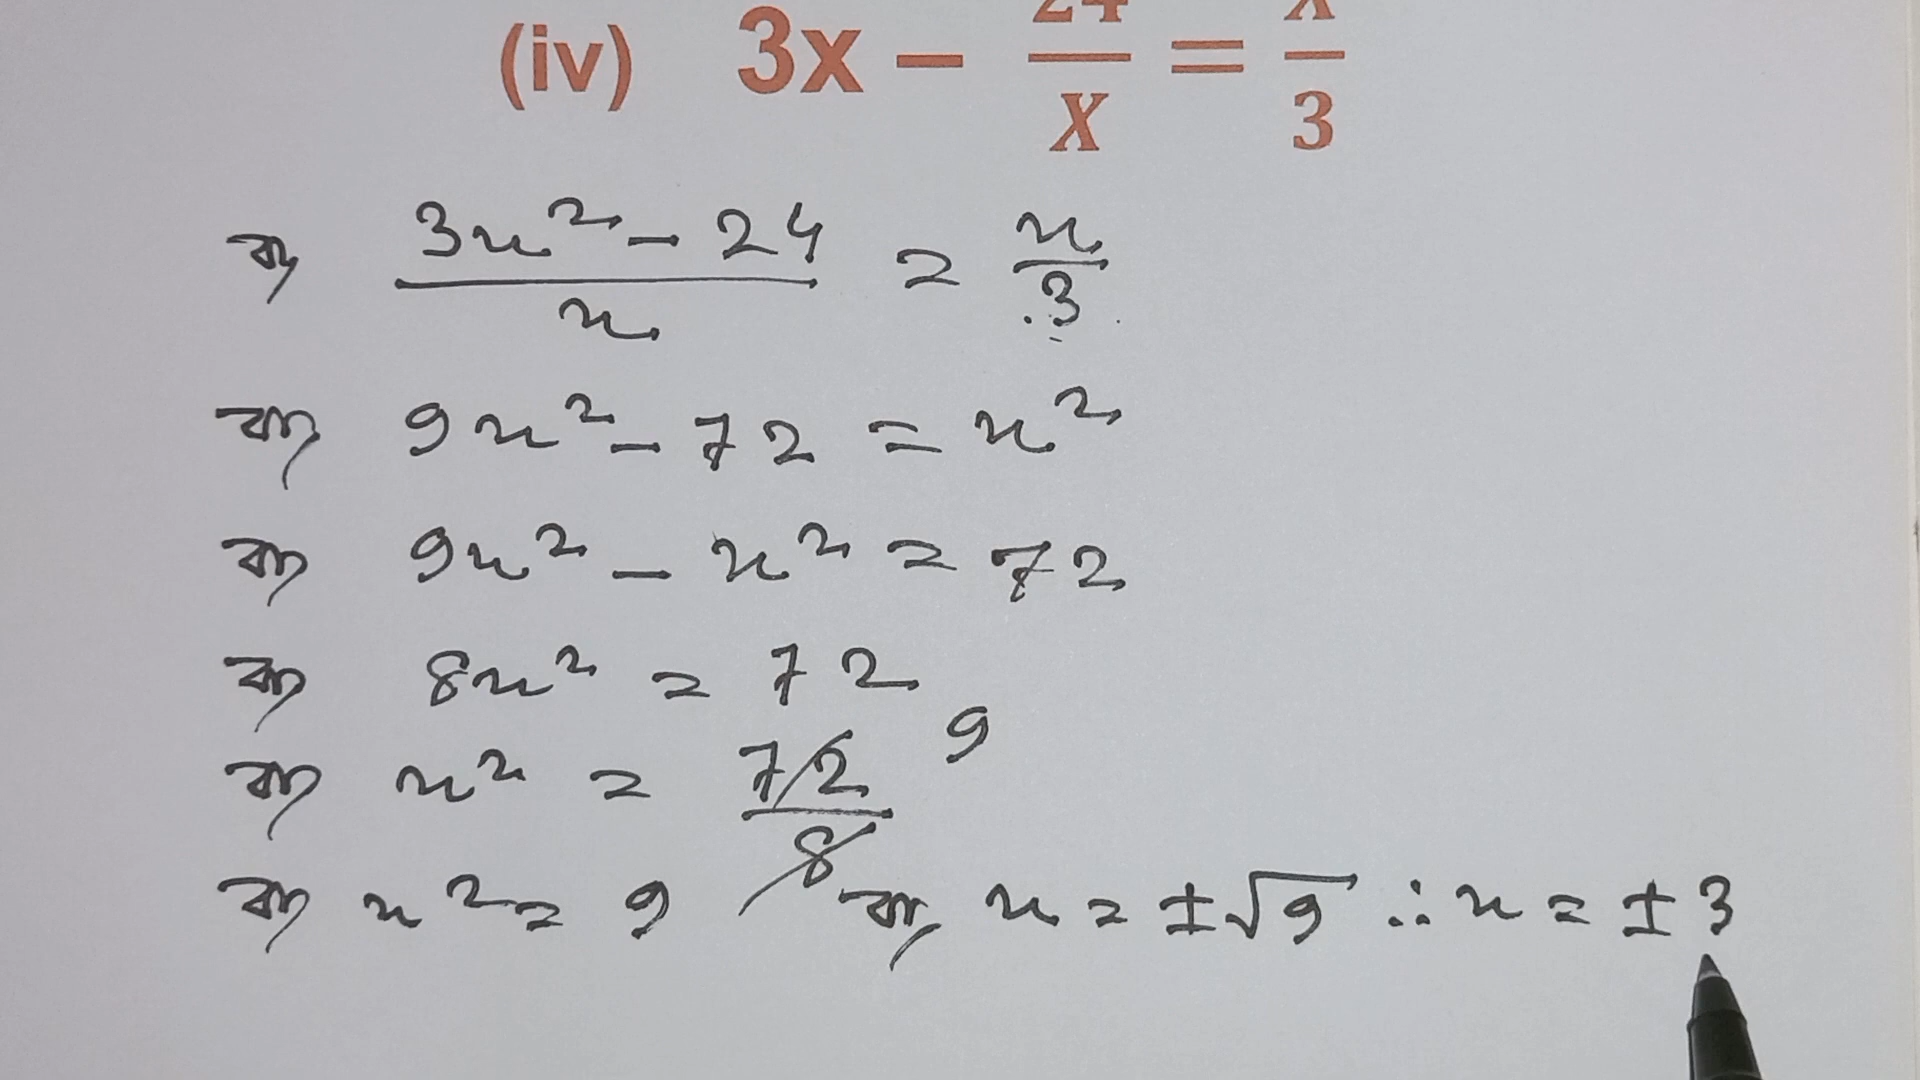 (iv) 3x − 24/x = x/3
বা, (3x² − 24)/x = x/3
বা, 9x² − 72 = x²
বা, 9x² − x² = 72
বা, 8x² = 72
বা, x² = 72/8 9
বা, x² = 9 বা, x = ±√9 ∴ x = ±3